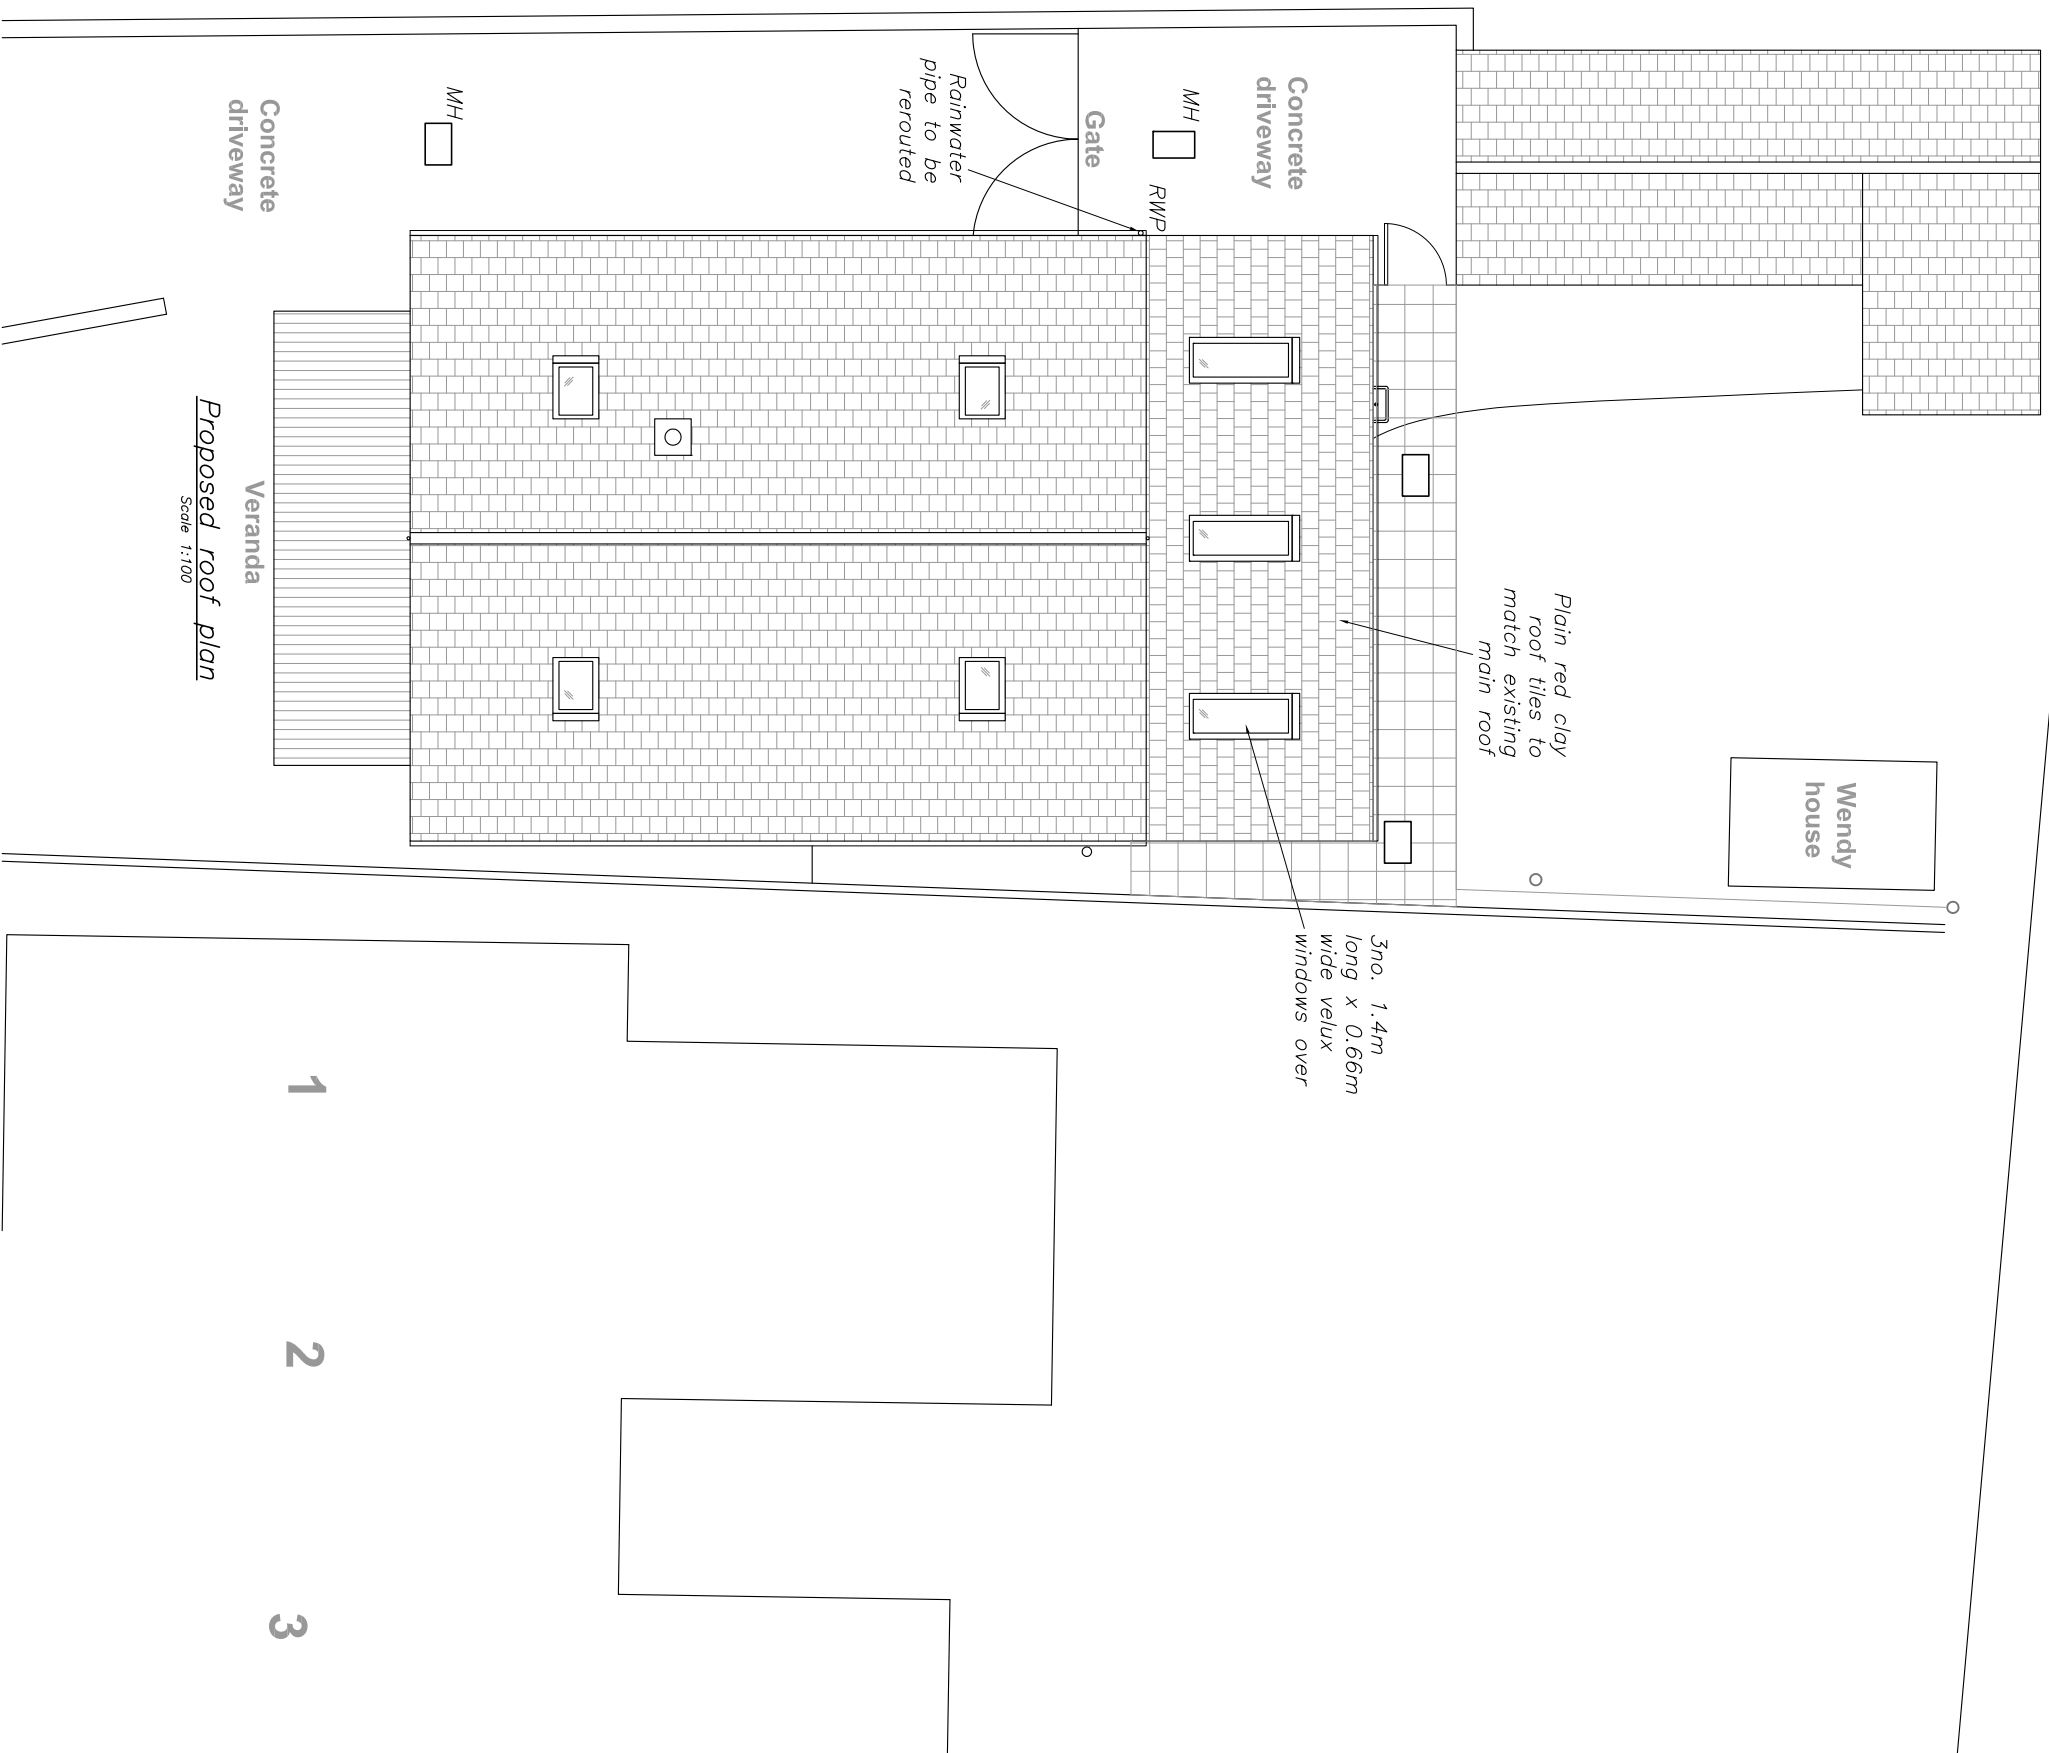 Concrete
driveway
MH
Rainwater
pipe to be
rerouted
Gate
MH
RWP
Concrete
driveway
Plain red clay
roof tiles to
match existing
main roof
Wendy
house
3no. 1.4m
long x 0.66m
wide velux
windows over
Veranda
Proposed roof plan
Scale 1:100
1
2
3